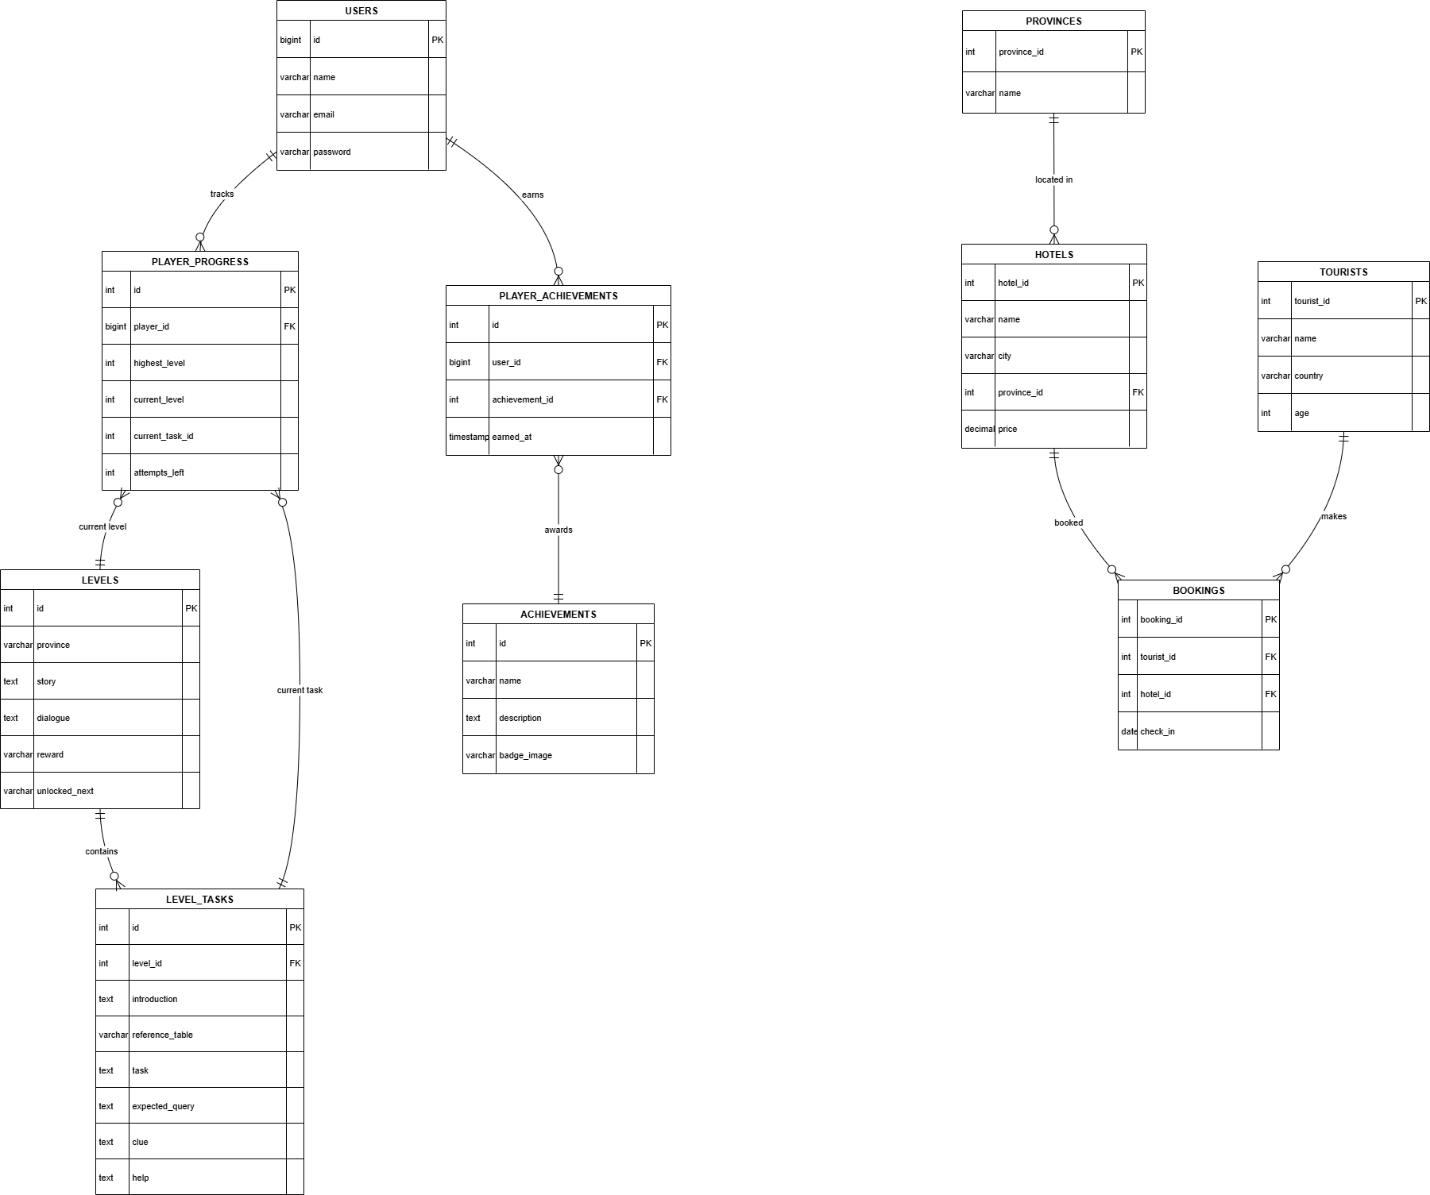 USERS
bigint id PK
varchar name
varchar email
varchar password
tracks
earns
PLAYER_PROGRESS
int id PK
bigint player_id FK
int highest_level
int current_level
int current_task_id
int attempts_left
PLAYER_ACHIEVEMENTS
int id PK
bigint user_id FK
int achievement_id FK
timestamp earned_at
current level
awards
LEVELS
int id PK
varchar province
text story
text dialogue
varchar reward
varchar unlocked_next
current task
ACHIEVEMENTS
int id PK
varchar name
text description
varchar badge_image
contains
LEVEL_TASKS
int id PK
int level_id FK
text introduction
varchar reference_table
text task
text expected_query
text clue
text help
PROVINCES
int province_id PK
varchar name
located in
HOTELS
int hotel_id PK
varchar name
varchar city
int province_id FK
decimal price
TOURISTS
int tourist_id PK
varchar name
varchar country
int age
booked
makes
BOOKINGS
int booking_id PK
int tourist_id FK
int hotel_id FK
date check_in